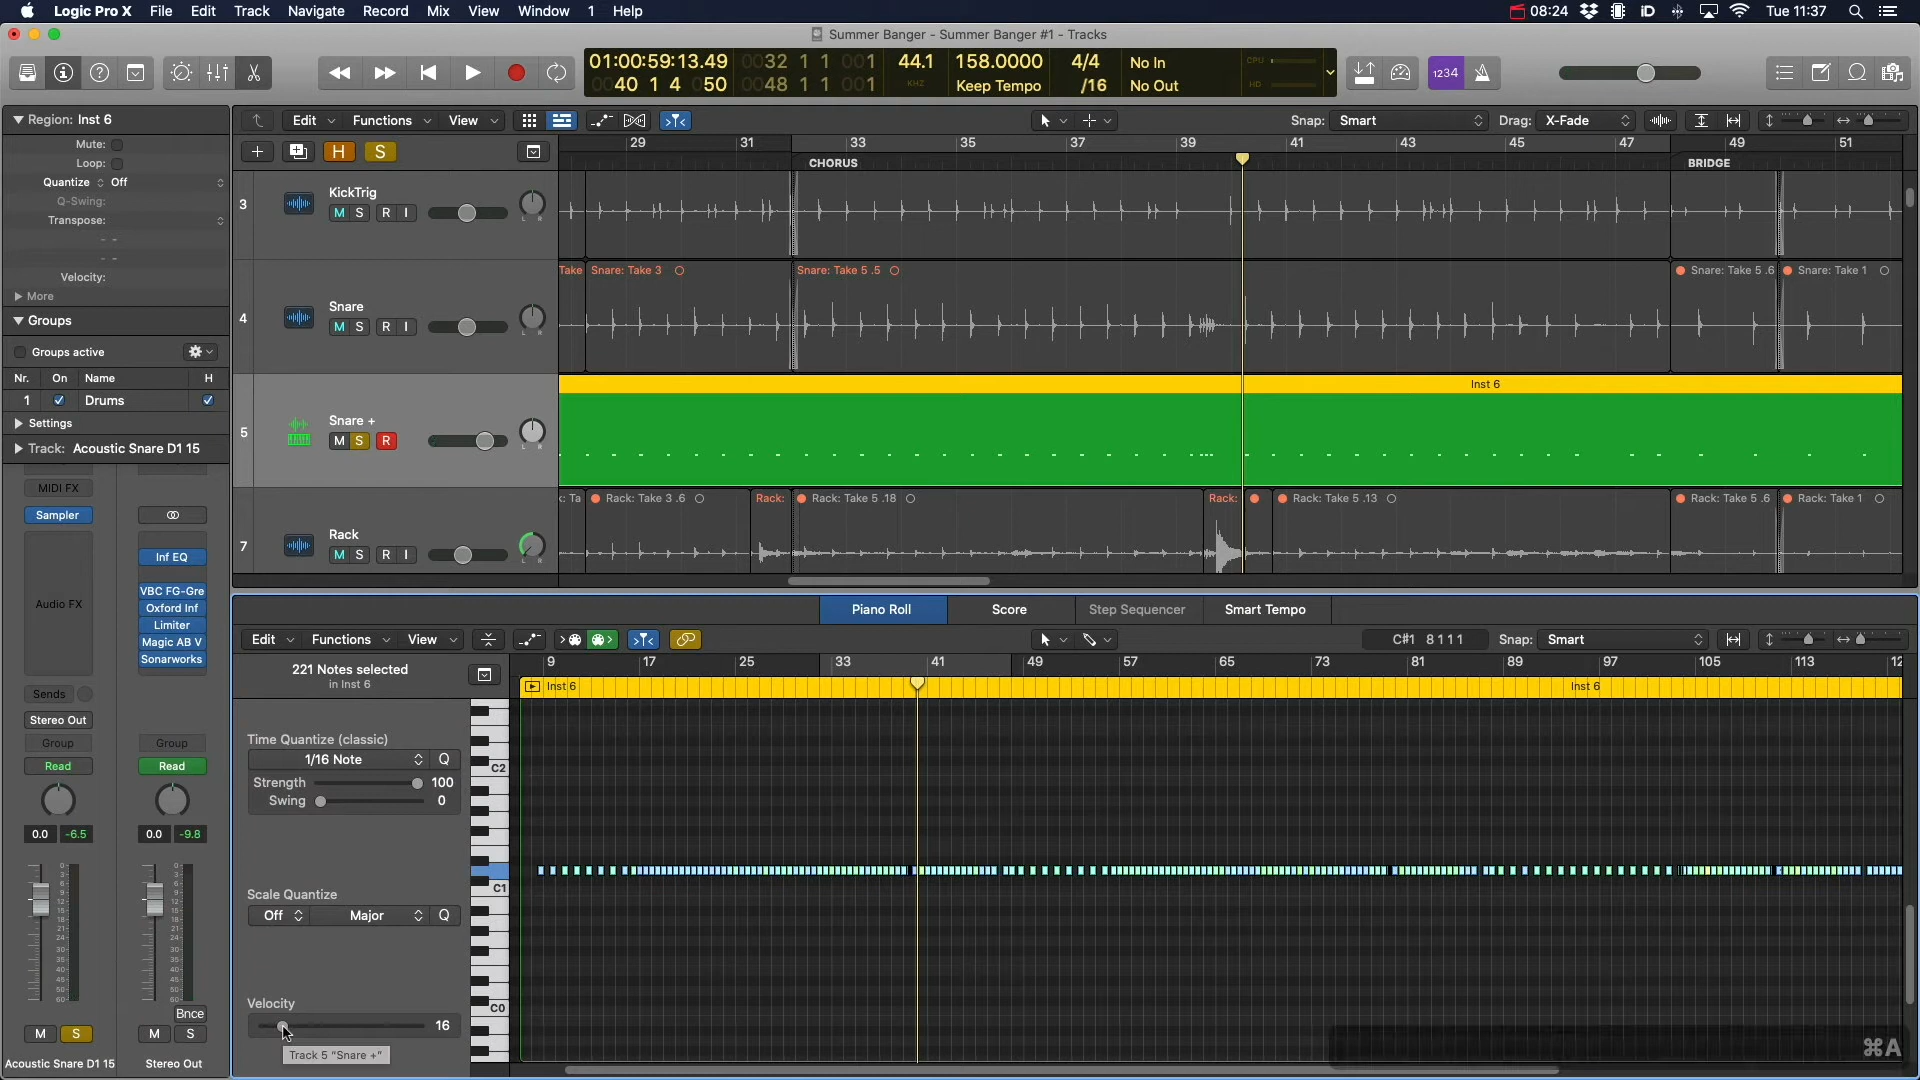 Logic Pro X File Edit Track Navigate Record Mix View Window 1 Help
08:24 iD Tue 11:37
Summer Banger - Summer Banger #1 - Tracks
01:00:59:13.49 0032 1 1 001 44.1 158.0000 4/4 No In CPU
0040 1 4 050 0048 1 1 001 KHZ Keep Tempo /16 No Out HD
1234
Region: Inst 6
Mute:
Loop:
Quantize Off
Q-Swing:
Transpose:
Velocity:
More
Groups
Groups active
Nr. On Name H
1 Drums
Settings
Track: Acoustic Snare D1 15
MIDI FX
Sampler
Inf EQ
Audio FX
VBC FG-Gre
Oxford Inf
Limiter
Magic AB V
Sonarworks
Sends
Stereo Out
Group Group
Read Read
0.0 -6.5 0.0 -9.8
Bnce
M S M S
Acoustic Snare D1 15 Stereo Out
Edit Functions View Snap: Smart Drag: X-Fade
H S
29 31 33 35 37 39 41 43 45 47 49 51
CHORUS BRIDGE
3 KickTrig
M S R I
L R
Take Snare: Take 3 Snare: Take 5 .5 Snare: Take 5 .6 Snare: Take 1
4 Snare
M S R I
L R
Inst 6
5 Snare +
M S R
L R
k: Ta Rack: Take 3 .6 Rack: Rack: Take 5 .18 Rack: Rack: Take 5 .13 Rack: Take 5 .6 Rack: Take 1
7 Rack
M S R I
L R
Piano Roll Score Step Sequencer Smart Tempo
Edit Functions View C#1 8 1 1 1 Snap: Smart
221 Notes selected
in Inst 6
9 17 25 33 41 49 57 65 73 81 89 97 105 113 12
Inst 6 Inst 6
Time Quantize (classic)
1/16 Note Q
Strength 100
Swing 0
C2
C1
C0
Scale Quantize
Off Major Q
Velocity
16
Track 5 "Snare +"
⌘A